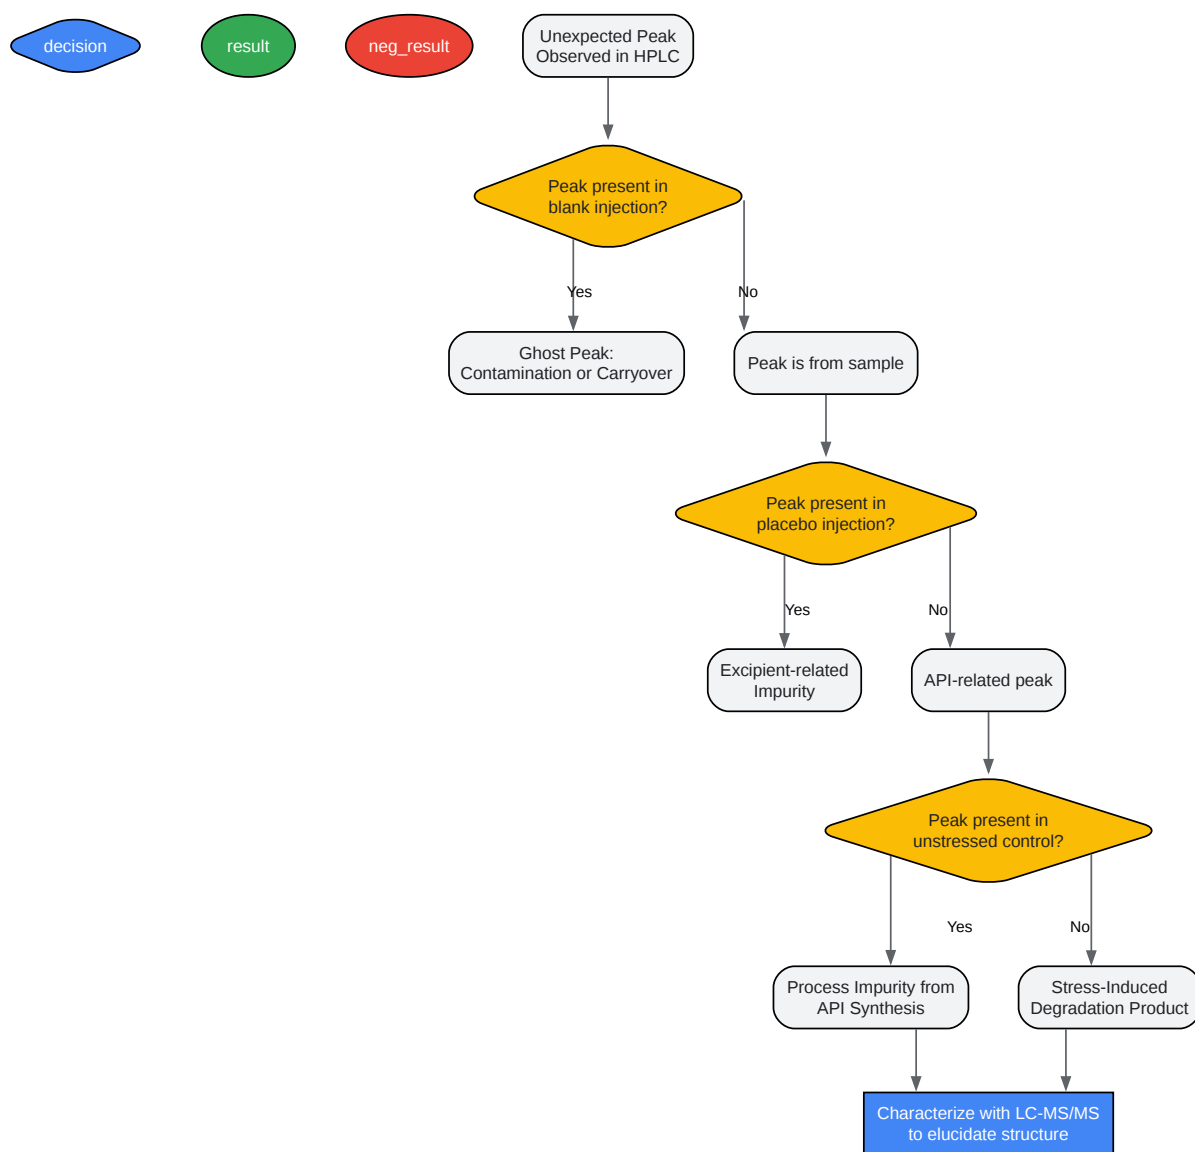 decision
result
neg_result
Unexpected Peak
Observed in HPLC
Peak present in
blank injection?
Yes
No
Ghost Peak:
Contamination or Carryover
Peak is from sample
Peak present in
placebo injection?
Yes
No
Excipient-related
Impurity
API-related peak
Peak present in
unstressed control?
Yes
No
Process Impurity from
API Synthesis
Stress-Induced
Degradation Product
Characterize with LC-MS/MS
to elucidate structure